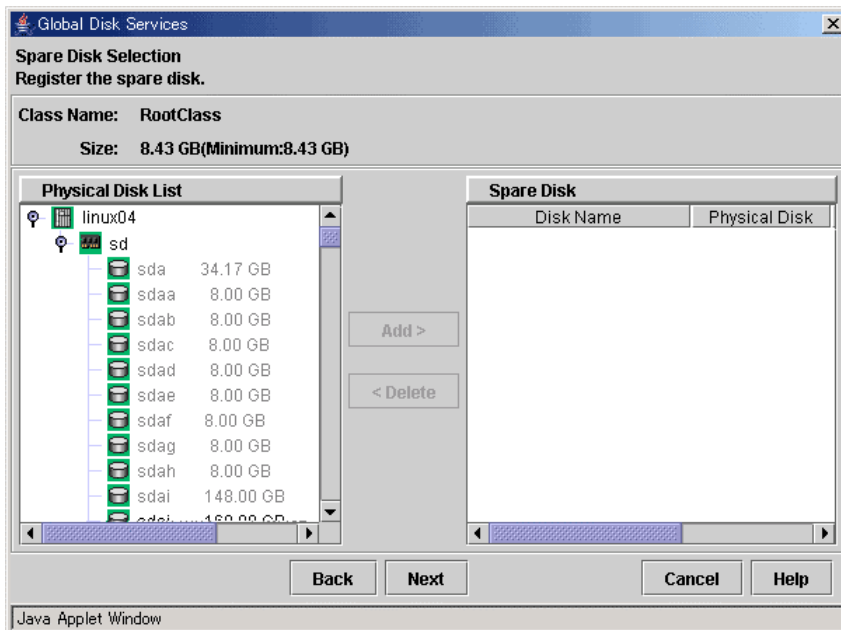 Global Disk Services
Spare Disk Selection
Register the spare disk.
Class Name: RootClass
Size: 8.43 GB(Minimum:8.43 GB)
Physical Disk List
linux04
sd
sda 34.17 GB
sdaa 8.00 GB
sdab 8.00 GB
sdac 8.00 GB
sdad 8.00 GB
sdae 8.00 GB
sdaf 8.00 GB
sdag 8.00 GB
sdah 8.00 GB
sdai 148.00 GB
Add >
< Delete
Spare Disk
Disk Name Physical Disk
Back Next Cancel Help
Java Applet Window